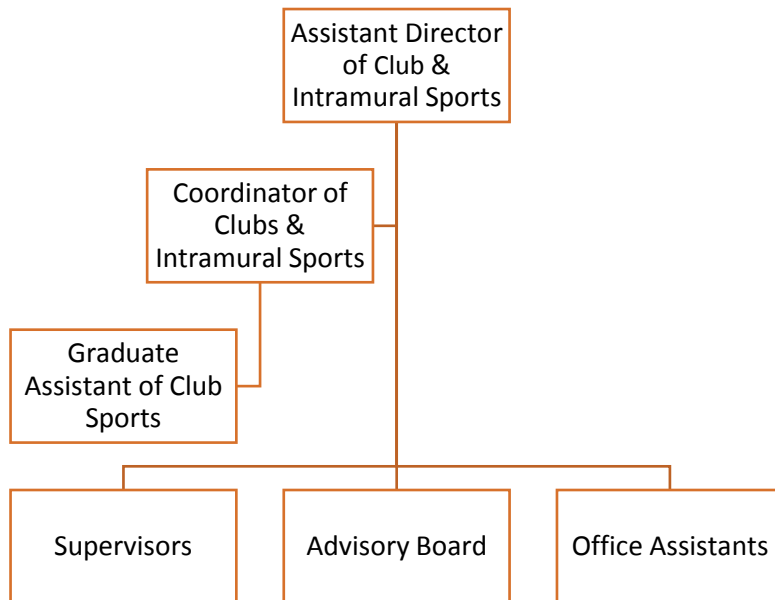 Assistant Director
of Club &
Intramural Sports
Coordinator of
Clubs &
Intramural Sports
Graduate
Assistant of Club
Sports
Supervisors
Advisory Board
Office Assistants